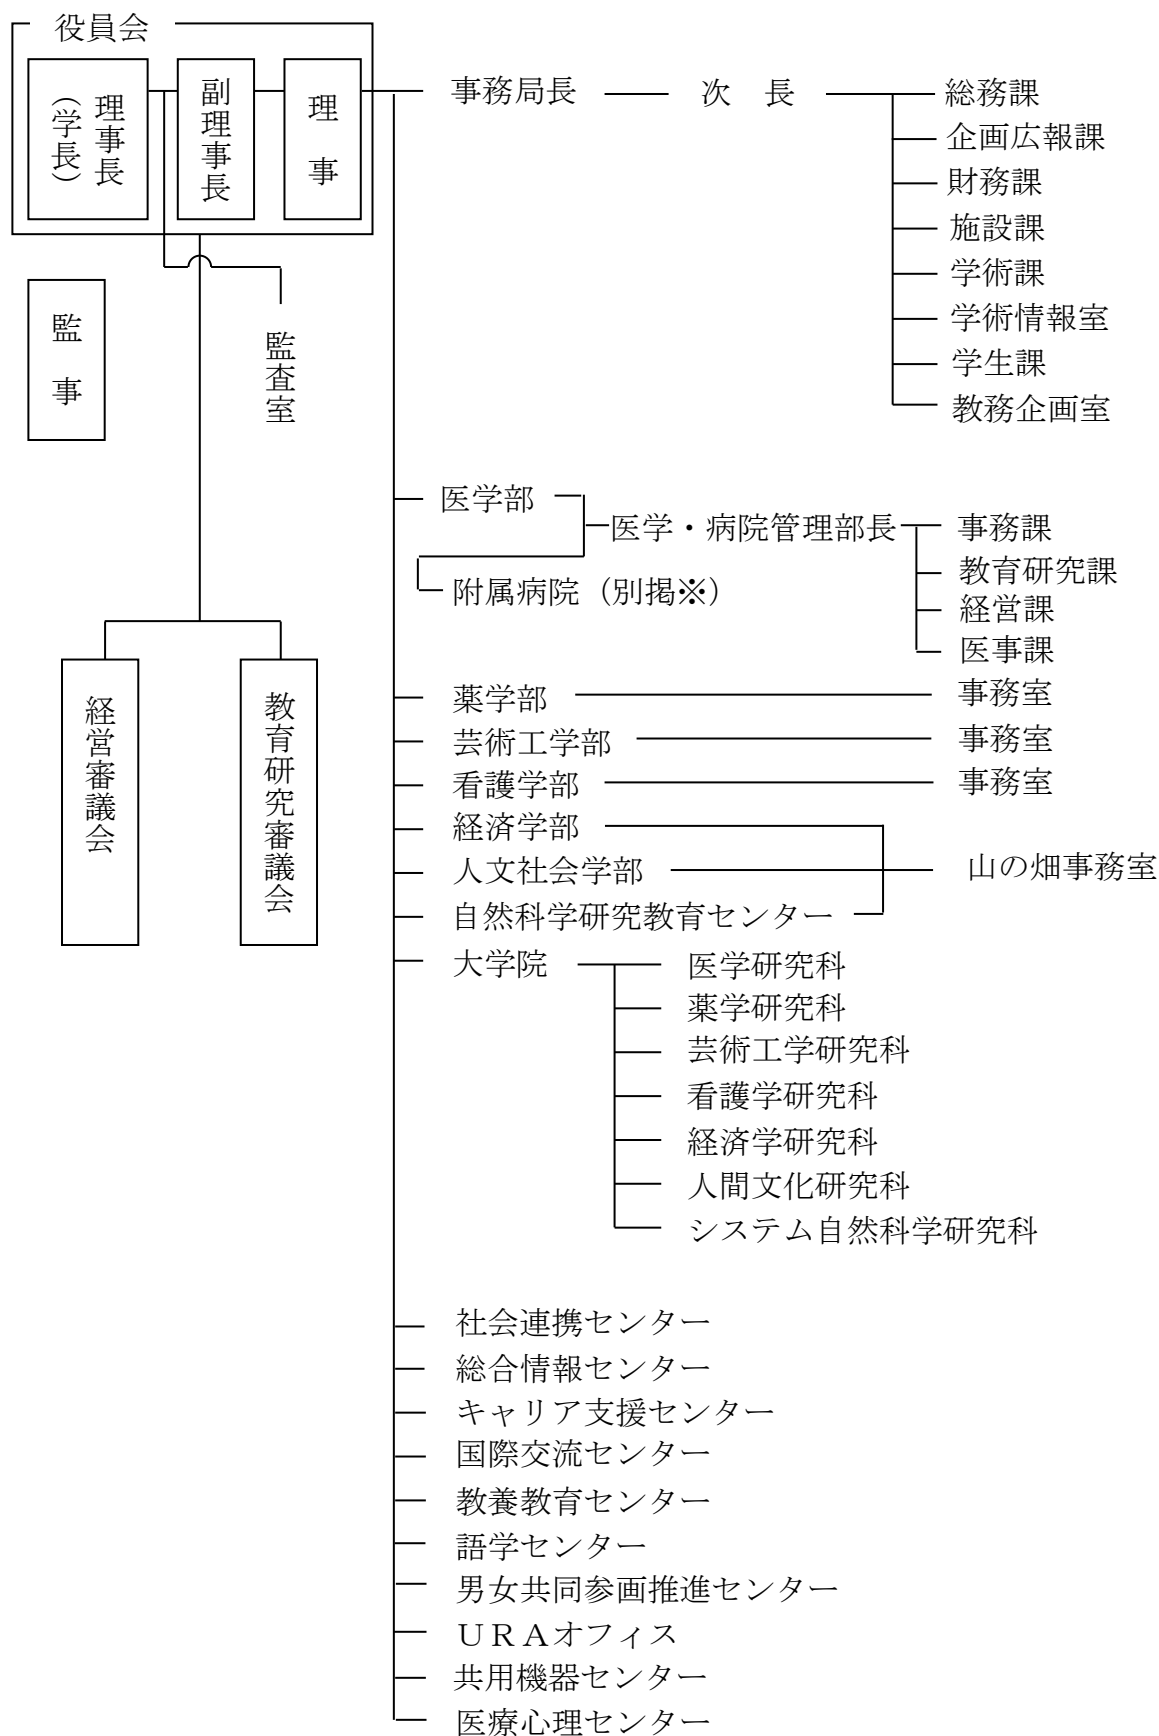 役員会
理事長
(学長)
副理事長
理事
監事
監査室
経営審議会
教育研究審議会
事務局長 次 長 総務課
企画広報課
財務課
施設課
学術課
学術情報室
学生課
教務企画室
医学部
医学・病院管理部長 事務課
教育研究課
附属病院（別掲※）
経営課
医事課
薬学部 事務室
芸術工学部 事務室
看護学部 事務室
経済学部
人文社会学部 山の畑事務室
自然科学研究教育センター
大学院 医学研究科
薬学研究科
芸術工学研究科
看護学研究科
経済学研究科
人間文化研究科
システム自然科学研究科
社会連携センター
総合情報センター
キャリア支援センター
国際交流センター
教養教育センター
語学センター
男女共同参画推進センター
ＵＲＡオフィス
共用機器センター
医療心理センター